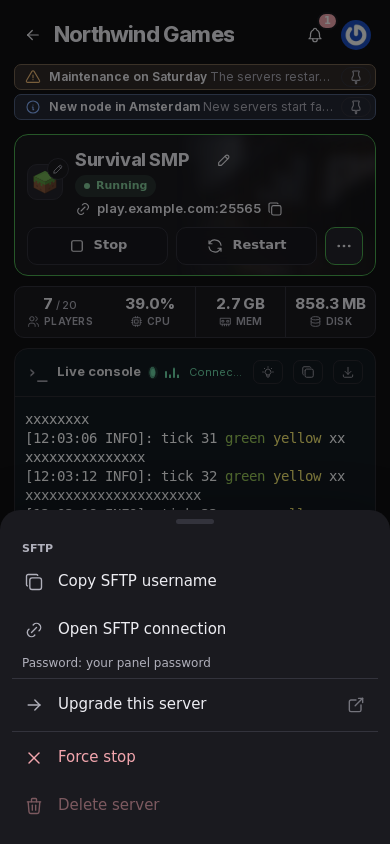 Northwind Games
1
Maintenance on Saturday The servers restar...
New node in Amsterdam New servers start fa...
Survival SMP
Running
play.example.com:25565
Stop
Restart
7 / 20
PLAYERS
39.0%
CPU
2.7 GB
MEM
858.3 MB
DISK
Live console
Connec...
xxxxxxxx
[12:03:06 INFO]: tick 31 green yellow xx
xxxxxxxxxxxxxxx
[12:03:12 INFO]: tick 32 green yellow xx
xxxxxxxxxxxxxxxxxxxxxx
SFTP
Copy SFTP username
Open SFTP connection
Password: your panel password
Upgrade this server
Force stop
Delete server